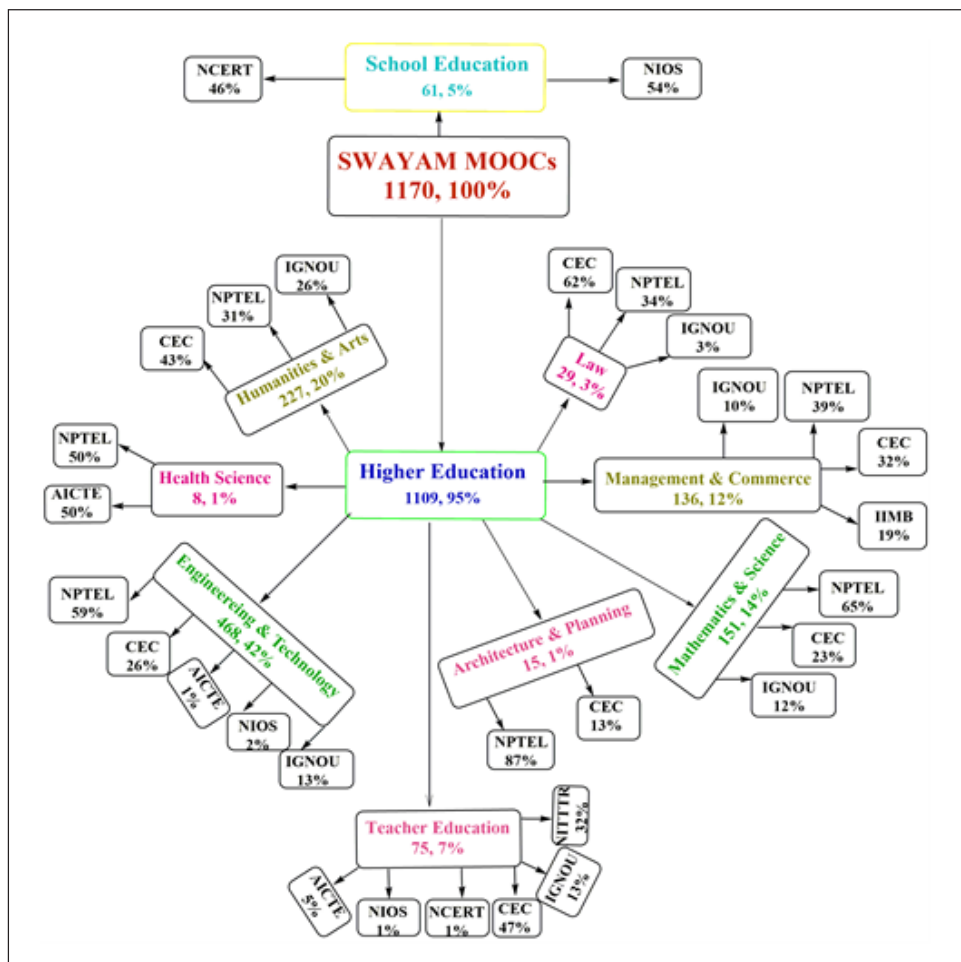 School Education
61, 5%
NCERT
46%
NIOS
54%
SWAYAM MOOCs
1170, 100%
IGNOU
26%
NPTEL
31%
CEC
43%
Humanities & Arts
227, 20%
CEC
62%
NPTEL
34%
IGNOU
3%
Law
29, 3%
IGNOU
10%
NPTEL
39%
CEC
32%
IIMB
19%
Management & Commerce
136, 12%
Higher Education
1109, 95%
NPTEL
50%
AICTE
50%
Health Science
8, 1%
Engineereing & Technology
468, 42%
NPTEL
59%
CEC
26%
AICTE
1%
NIOS
2%
IGNOU
13%
Architecture & Planning
15, 1%
NPTEL
87%
CEC
13%
Mathematics & Science
151, 14%
NPTEL
65%
CEC
23%
IGNOU
12%
Teacher Education
75, 7%
NITTTR
32%
IGNOU
13%
AICTE
5%
NIOS
1%
NCERT
1%
CEC
47%